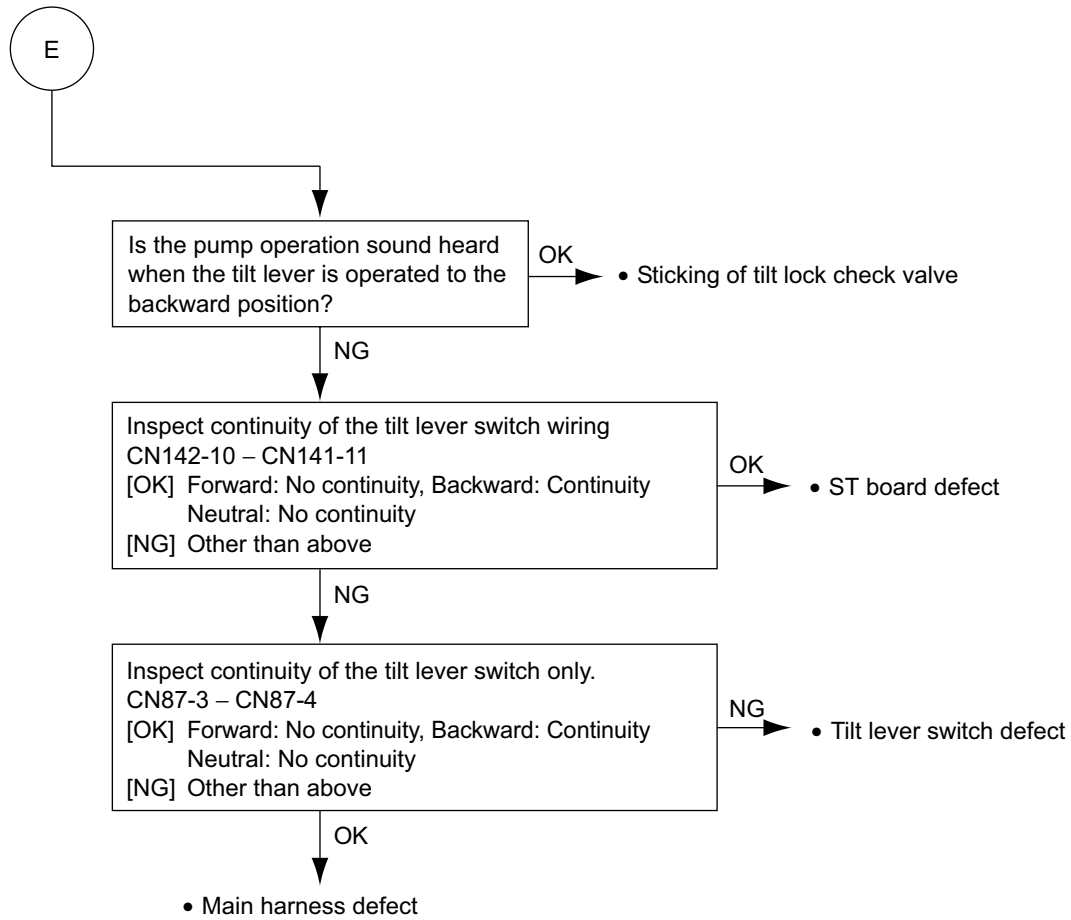 E
Is the pump operation sound heard
when the tilt lever is operated to the
backward position?
OK
• Sticking of tilt lock check valve
NG
Inspect continuity of the tilt lever switch wiring
CN142-10 – CN141-11
[OK] Forward: No continuity, Backward: Continuity
Neutral: No continuity
[NG] Other than above
OK
• ST board defect
NG
Inspect continuity of the tilt lever switch only.
CN87-3 – CN87-4
[OK] Forward: No continuity, Backward: Continuity
Neutral: No continuity
[NG] Other than above
NG
• Tilt lever switch defect
OK
• Main harness defect